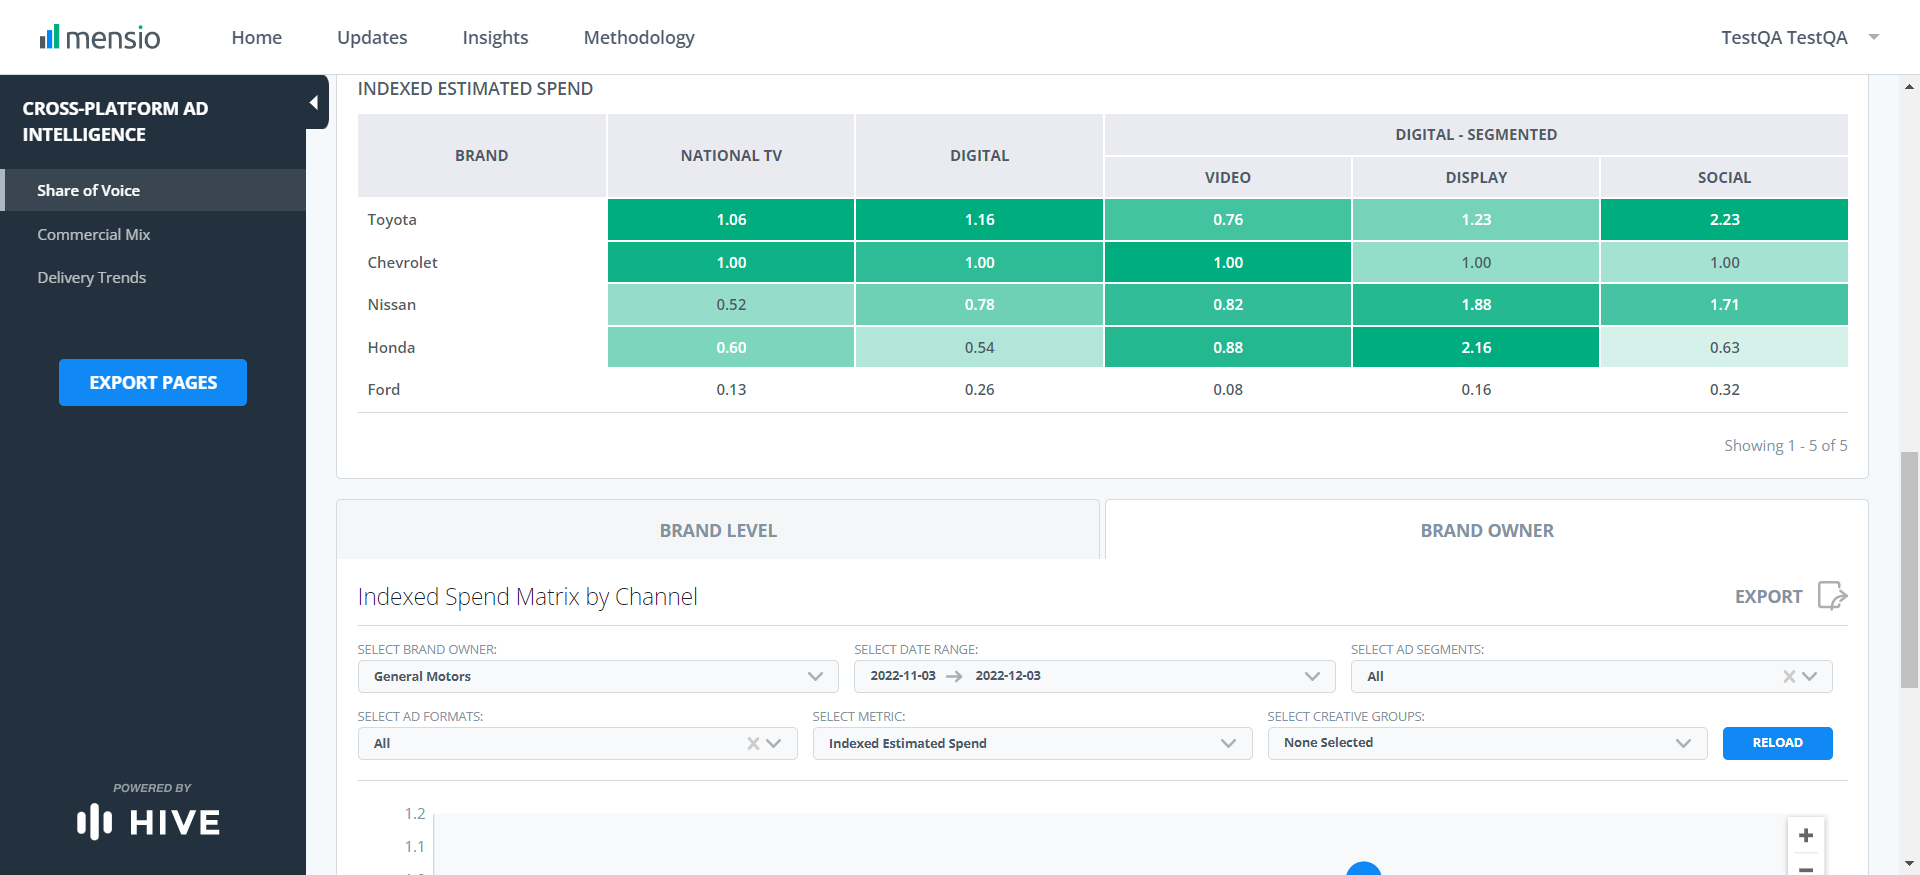 mensio
Home
Updates
Insights
Methodology
TestQA TestQA
CROSS-PLATFORM AD
INTELLIGENCE
Share of Voice
Commercial Mix
Delivery Trends
EXPORT PAGES
POWERED BY
HIVE
INDEXED ESTIMATED SPEND
BRAND NATIONAL TV DIGITAL DIGITAL - SEGMENTED
VIDEO DISPLAY SOCIAL
Toyota 1.06 1.16 0.76 1.23 2.23
Chevrolet 1.00 1.00 1.00 1.00 1.00
Nissan 0.52 0.78 0.82 1.88 1.71
Honda 0.60 0.54 0.88 2.16 0.63
Ford 0.13 0.26 0.08 0.16 0.32
Showing 1 - 5 of 5
BRAND LEVEL BRAND OWNER
Indexed Spend Matrix by Channel EXPORT
SELECT BRAND OWNER: SELECT DATE RANGE: SELECT AD SEGMENTS:
General Motors 2022-11-03 → 2022-12-03 All
SELECT AD FORMATS: SELECT METRIC: SELECT CREATIVE GROUPS:
All Indexed Estimated Spend None Selected RELOAD
1.2
1.1